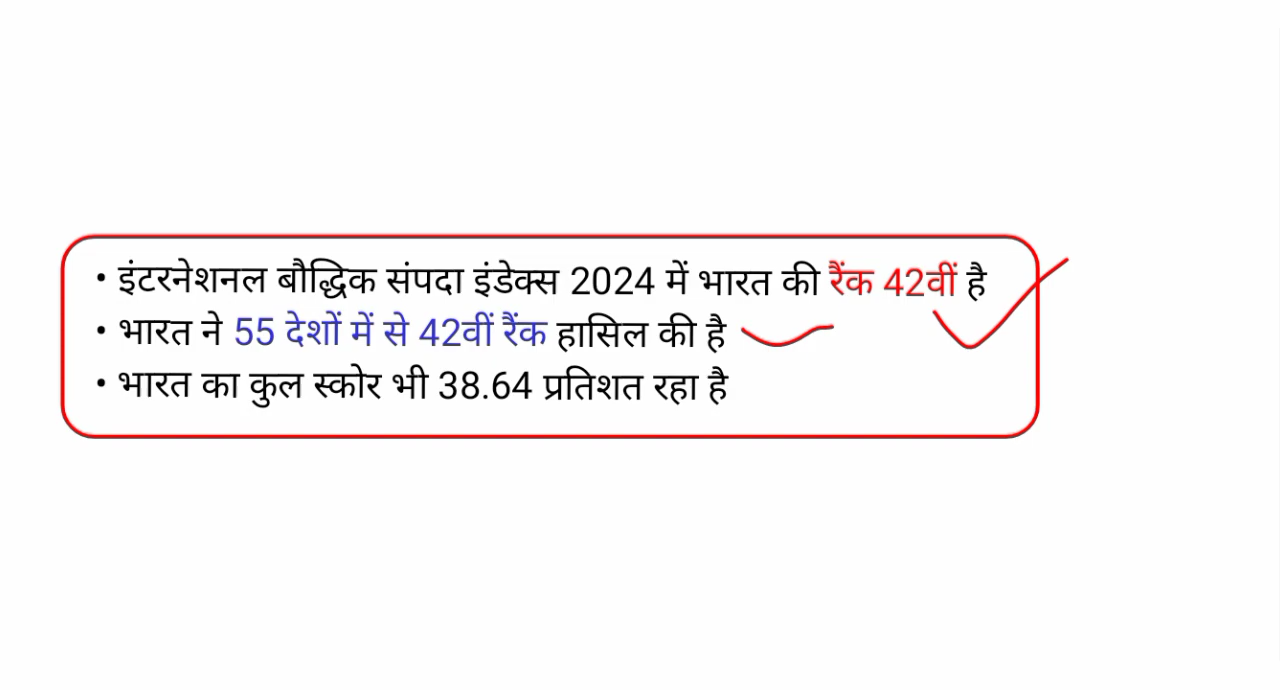 • इंटरनेशनल बौद्धिक संपदा इंडेक्स 2024 में भारत की रैंक 42वीं है
• भारत ने 55 देशों में से 42वीं रैंक हासिल की है
• भारत का कुल स्कोर भी 38.64 प्रतिशत रहा है